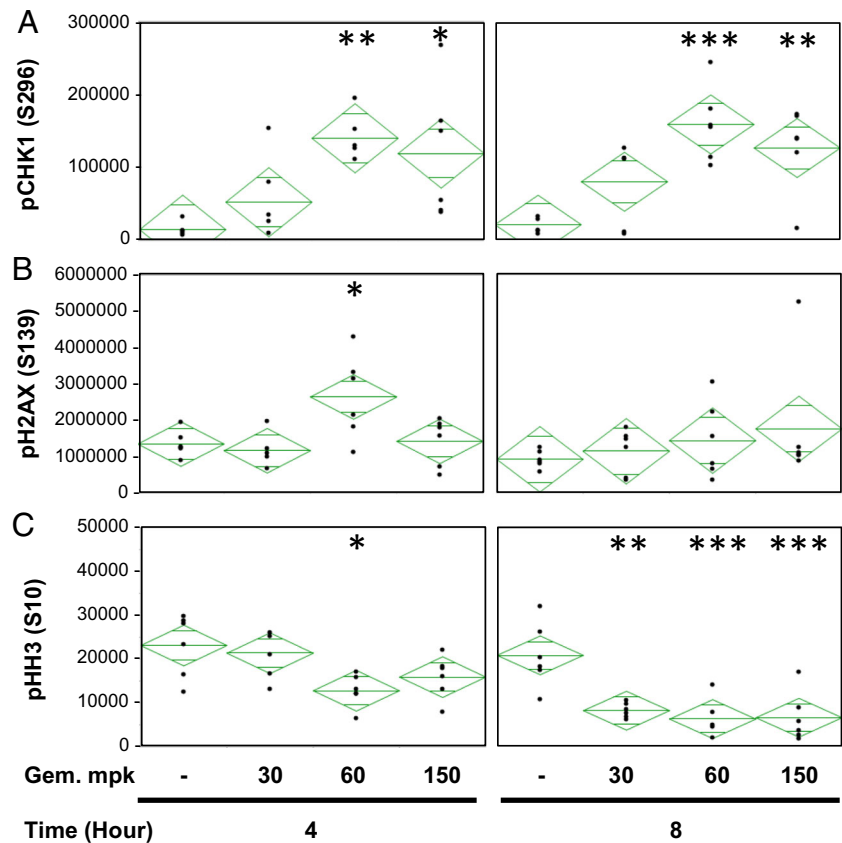 A
pCHK1 (S296)
300000
200000
100000
0
** *
*** **
B
pH2AX (S139)
6000000
5000000
4000000
3000000
2000000
1000000
0
*
C
pHH3 (S10)
50000
40000
30000
20000
10000
0
*
** *** ***
Gem. mpk - 30 60 150 - 30 60 150
Time (Hour) 4 8